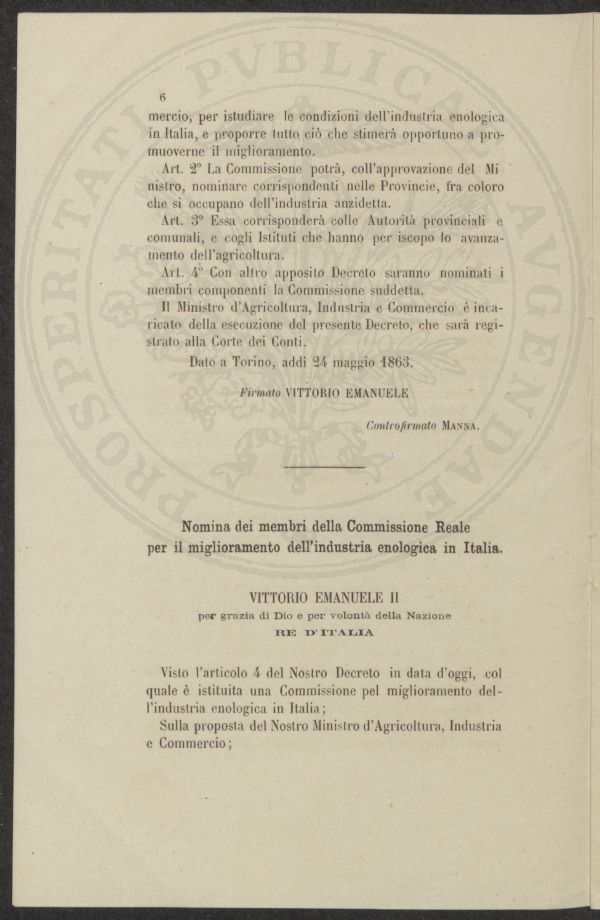 PROSPERITATI PVBLICAE AVGENDAE
6
mercio, per istudiare le condizioni dell'industria enologica
in Italia, e proporre tutto ciò che stimerà opportuno a pro-
muoverne il miglioramento.
Art. 2° La Commissione potrà, coll'approvazione del Mi
nistro, nominare corrispondenti nelle Provincie, fra coloro
che si occupano dell'industria anzidetta.
Art. 3° Essa corrisponderà colle Autorità provinciali e
comunali, e cogli Istituti che hanno per iscopo lo avanza-
mento dell'agricoltura.
Art. 4° Con altro apposito Decreto saranno nominati i
membri componenti la Commissione suddetta.
Il Ministro d'Agricoltura, Industria e Commercio é inca-
ricato della esecuzione del presente Decreto, che sarà regi-
strato alla Corte dei Conti.
Dato a Torino, addi 24 maggio 1863.
Firmato VITTORIO EMANUELE
Controfirmato MANNA.
Nomina dei membri della Commissione Reale
per il miglioramento dell'industria enologica in Italia.
VITTORIO EMANUELE II
per grazia di Dio e per volontà della Nazione
RE D'ITALIA
Visto l'articolo 4 del Nostro Decreto in data d'oggi, col
quale é istituita una Commissione pel miglioramento del-
l'industria enologica in Italia;
Sulla proposta del Nostro Ministro d'Agricoltura, Industria
e Commercio;